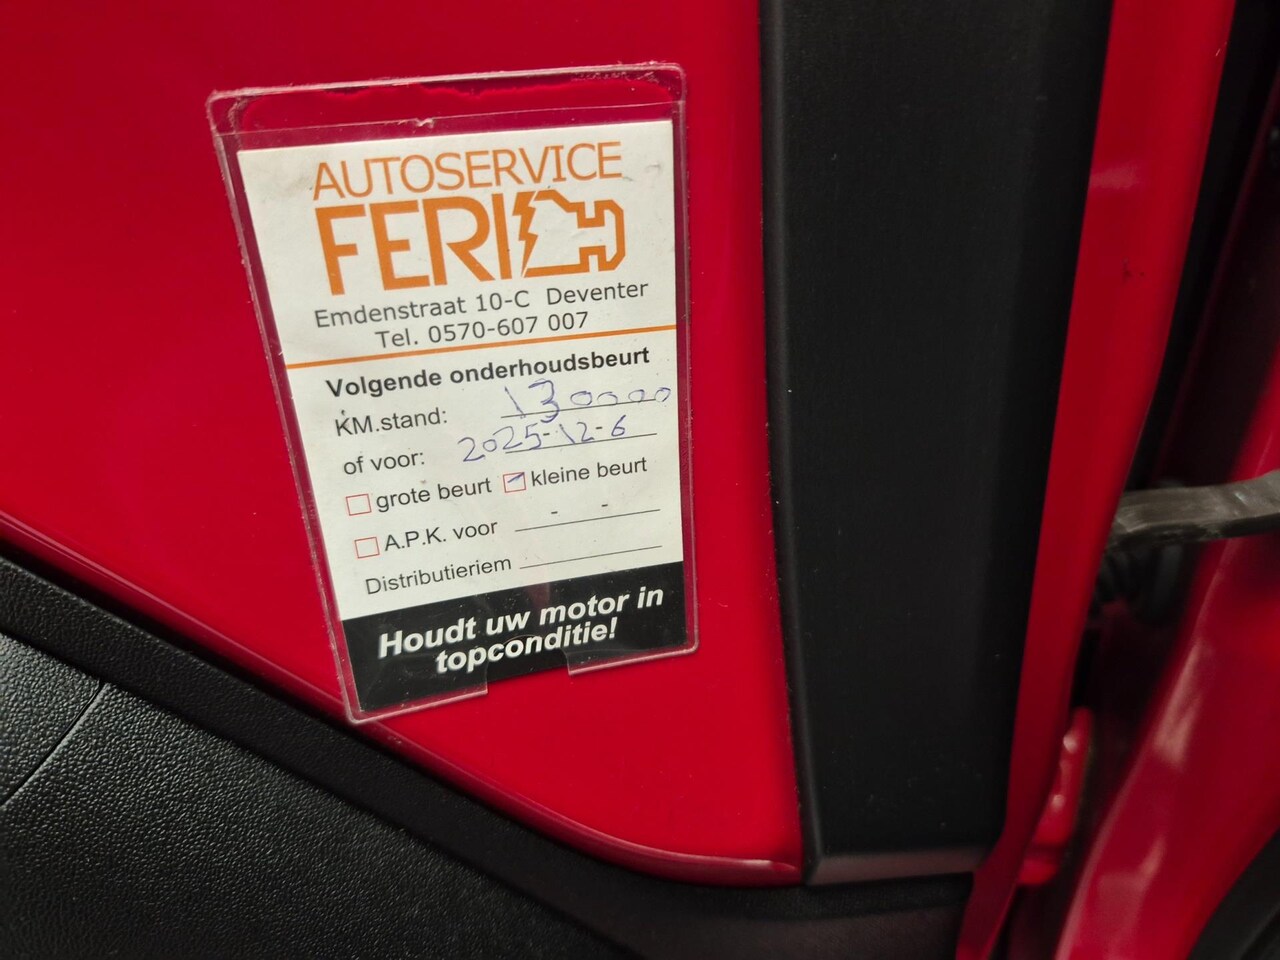 AUTOSERVICE
FERI
Emdenstraat 10-C Deventer
Tel. 0570-607 007
Volgende onderhoudsbeurt
KM.stand: 130000
of voor: 2025-12-6
grote beurt kleine beurt
A.P.K. voor - -
Distributieriem
Houdt uw motor in
topconditie!